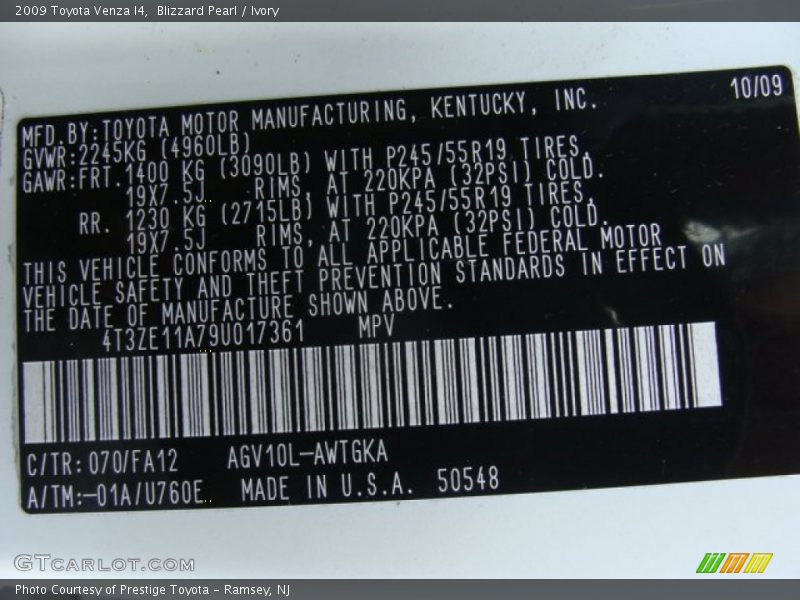 2009 Toyota Venza I4,  Blizzard Pearl / Ivory
10/09
MFD.BY:TOYOTA MOTOR MANUFACTURING, KENTUCKY, INC.
GVWR:2245KG (4960LB)
GAWR:FRT.1400 KG (3090LB) WITH P245/55R19 TIRES,
19X7.5J RIMS, AT 220KPA (32PSI) COLD.
RR. 1230 KG (2715LB) WITH P245/55R19 TIRES,
19X7.5J RIMS, AT 220KPA (32PSI) COLD.
THIS VEHICLE CONFORMS TO ALL APPLICABLE FEDERAL MOTOR
VEHICLE SAFETY AND THEFT PREVENTION STANDARDS IN EFFECT ON
THE DATE OF MANUFACTURE SHOWN ABOVE.
4T3ZE11A79U017361 MPV
C/TR: 070/FA12 AGV10L-AWTGKA
A/TM:-01A/U760E MADE IN U.S.A. 50548
GTCARLOT.COM
Photo Courtesy of Prestige Toyota - Ramsey, NJ